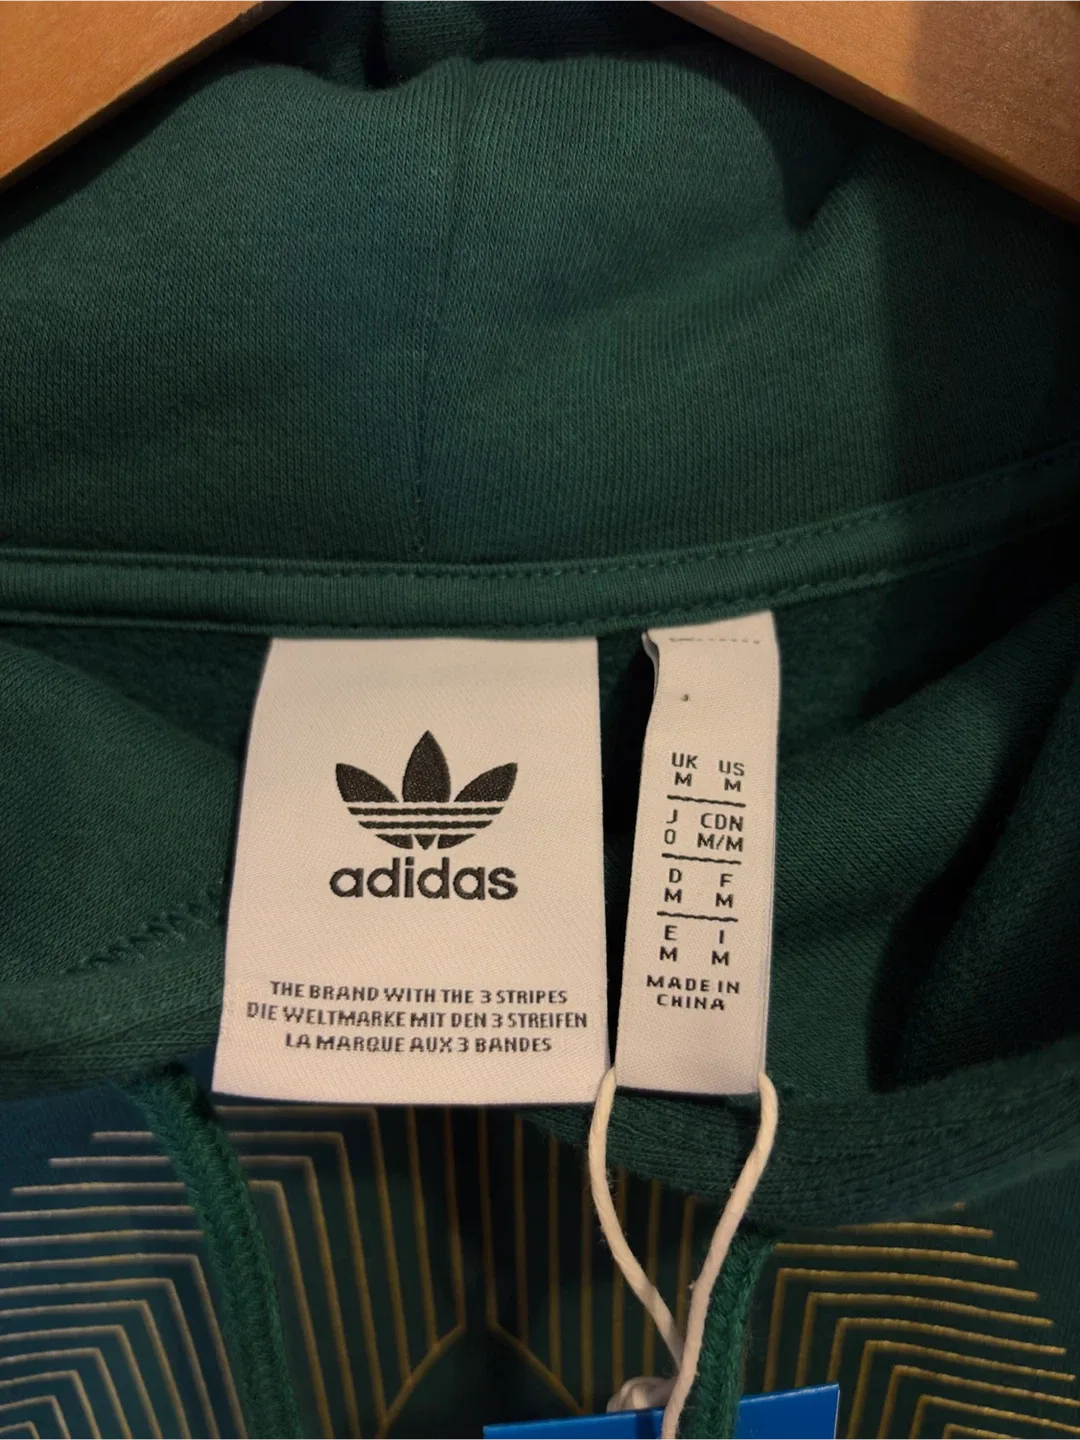 adidas
THE BRAND WITH THE 3 STRIPES
DIE WELTMARKE MIT DEN 3 STREIFEN
LA MARQUE AUX 3 BANDES
UK US
M M
J CDN
O M/M
D F
M M
E I
M M
MADE IN
CHINA